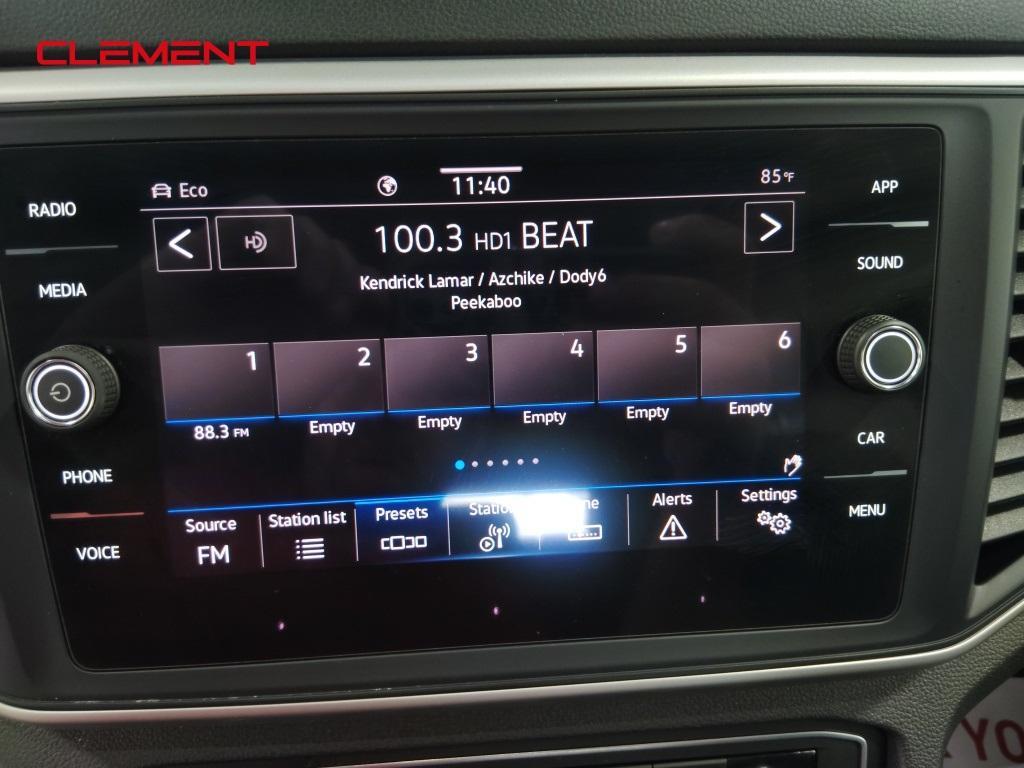 CLEMENT
Eco
11:40
85°F
RADIO
MEDIA
PHONE
VOICE
APP
SOUND
CAR
MENU
HD
100.3 HD1 BEAT
Kendrick Lamar / Azchike / Dody6
Peekaboo
1
2
3
4
5
6
88.3 FM
Empty
Empty
Empty
Empty
Empty
Source
FM
Station list
Presets
Alerts
Settings
YO